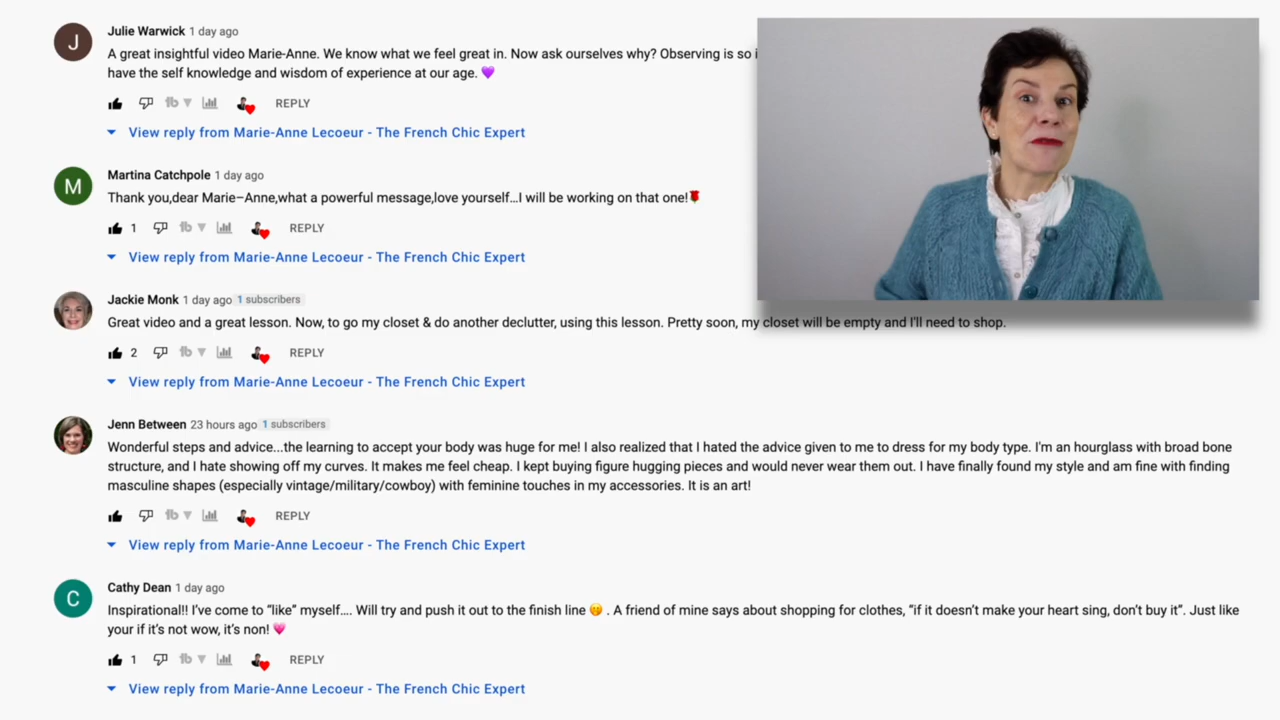 J
Julie Warwick 1 day ago
A great insightful video Marie-Anne. We know what we feel great in. Now ask ourselves why? Observing is so
have the self knowledge and wisdom of experience at our age. 💜
REPLY
View reply from Marie-Anne Lecoeur - The French Chic Expert
M
Martina Catchpole 1 day ago
Thank you,dear Marie–Anne,what a powerful message,love yourself...I will be working on that one!🌹
1 REPLY
View reply from Marie-Anne Lecoeur - The French Chic Expert
Jackie Monk 1 day ago 1 subscribers
Great video and a great lesson. Now, to go my closet & do another declutter, using this lesson. Pretty soon, my closet will be empty and I'll need to shop.
2 REPLY
View reply from Marie-Anne Lecoeur - The French Chic Expert
Jenn Between 23 hours ago 1 subscribers
Wonderful steps and advice...the learning to accept your body was huge for me! I also realized that I hated the advice given to me to dress for my body type. I'm an hourglass with broad bone
structure, and I hate showing off my curves. It makes me feel cheap. I kept buying figure hugging pieces and would never wear them out. I have finally found my style and am fine with finding
masculine shapes (especially vintage/military/cowboy) with feminine touches in my accessories. It is an art!
REPLY
View reply from Marie-Anne Lecoeur - The French Chic Expert
C
Cathy Dean 1 day ago
Inspirational!! I've come to “like” myself.... Will try and push it out to the finish line 🤭 . A friend of mine says about shopping for clothes, “if it doesn't make your heart sing, don't buy it”. Just like
your if it's not wow, it's non! 💗
1 REPLY
View reply from Marie-Anne Lecoeur - The French Chic Expert